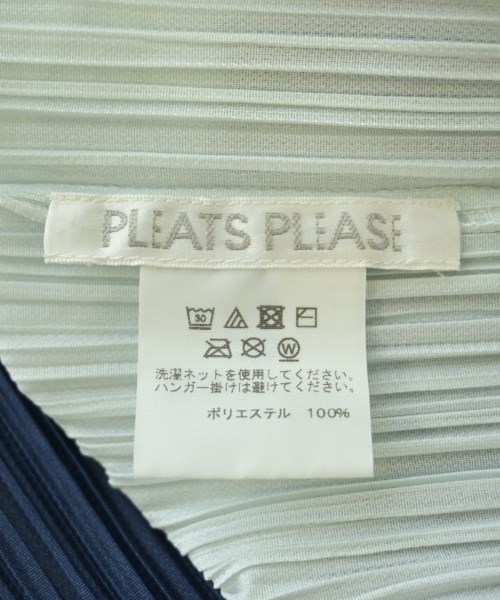 PLEATS PLEASE
30
W
洗濯ネットを使用してください。
ハンガー掛けは避けてください。
ポリエステル 100%